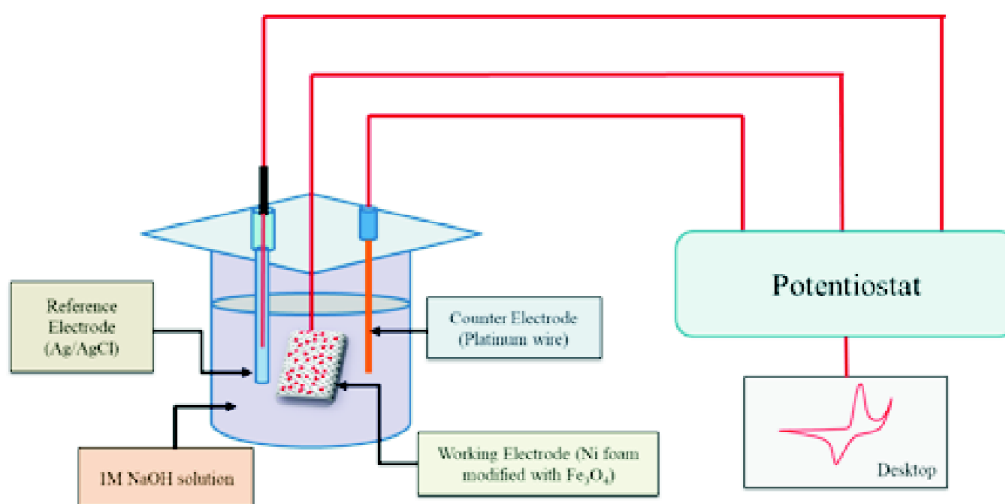 Reference
Electrode
(Ag/AgCl)
1M NaOH solution
Counter Electrode
(Platinum wire)
Working Electrode (Ni foam
modified with Fe₃O₄)
Potentiostat
Desktop